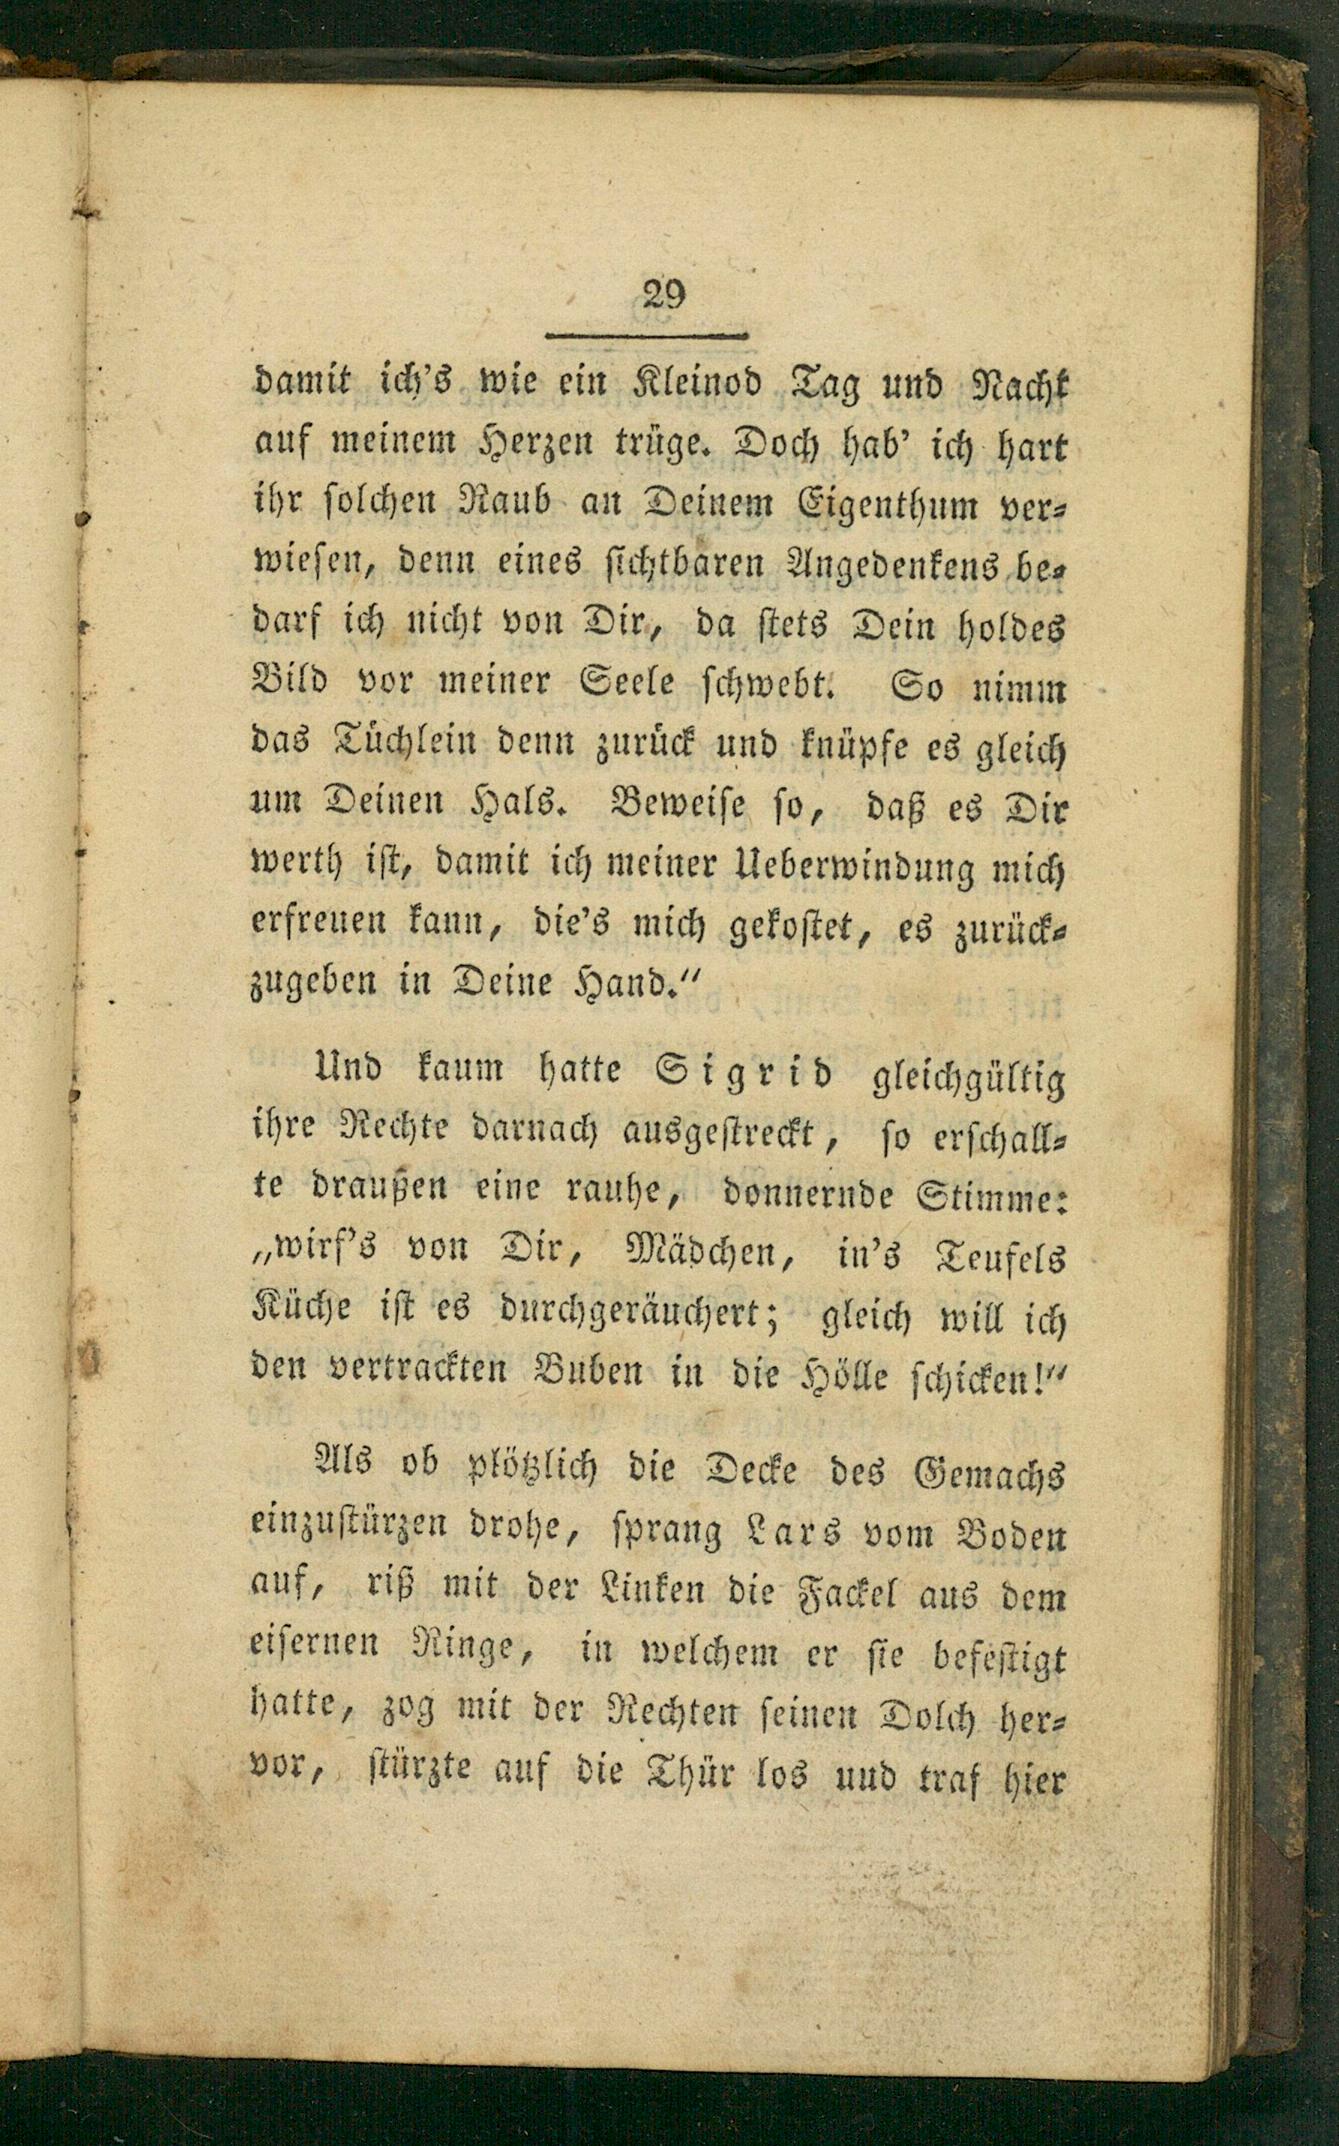 29
damit ich's wie ein Kleinod Tag und Nacht
auf meinem Herzen trüge. Doch hab' ich hart
ihr solchen Raub an Deinem Eigenthum ver-
wiesen, denn eines sichtbaren Angedenkens be-
darf ich nicht von Dir, da stets Dein holdes
Bild vor meiner Seele schwebt. So nimm
das Tüchlein denn zurück und knüpfe es gleich
um Deinen Hals. Beweise so, daß es Dir
werth ist, damit ich meiner Ueberwindung mich
erfreuen kann, die's mich gekostet, es zurück-
zugeben in Deine Hand.“
Und kaum hatte Sigrid gleichgültig
ihre Rechte darnach ausgestreckt, so erschall-
te draußen eine rauhe, donnernde Stimme:
„wirf's von Dir, Mädchen, in's Teufels
Küche ist es durchgeräuchert; gleich will ich
den vertrackten Buben in die Hölle schicken!“
Als ob plötzlich die Decke des Gemachs
einzustürzen drohe, sprang Lars vom Boden
auf, riß mit der Linken die Fackel aus dem
eisernen Ringe, in welchem er sie befestigt
hatte, zog mit der Rechten seinen Dolch her-
vor, stürzte auf die Thür los und traf hier